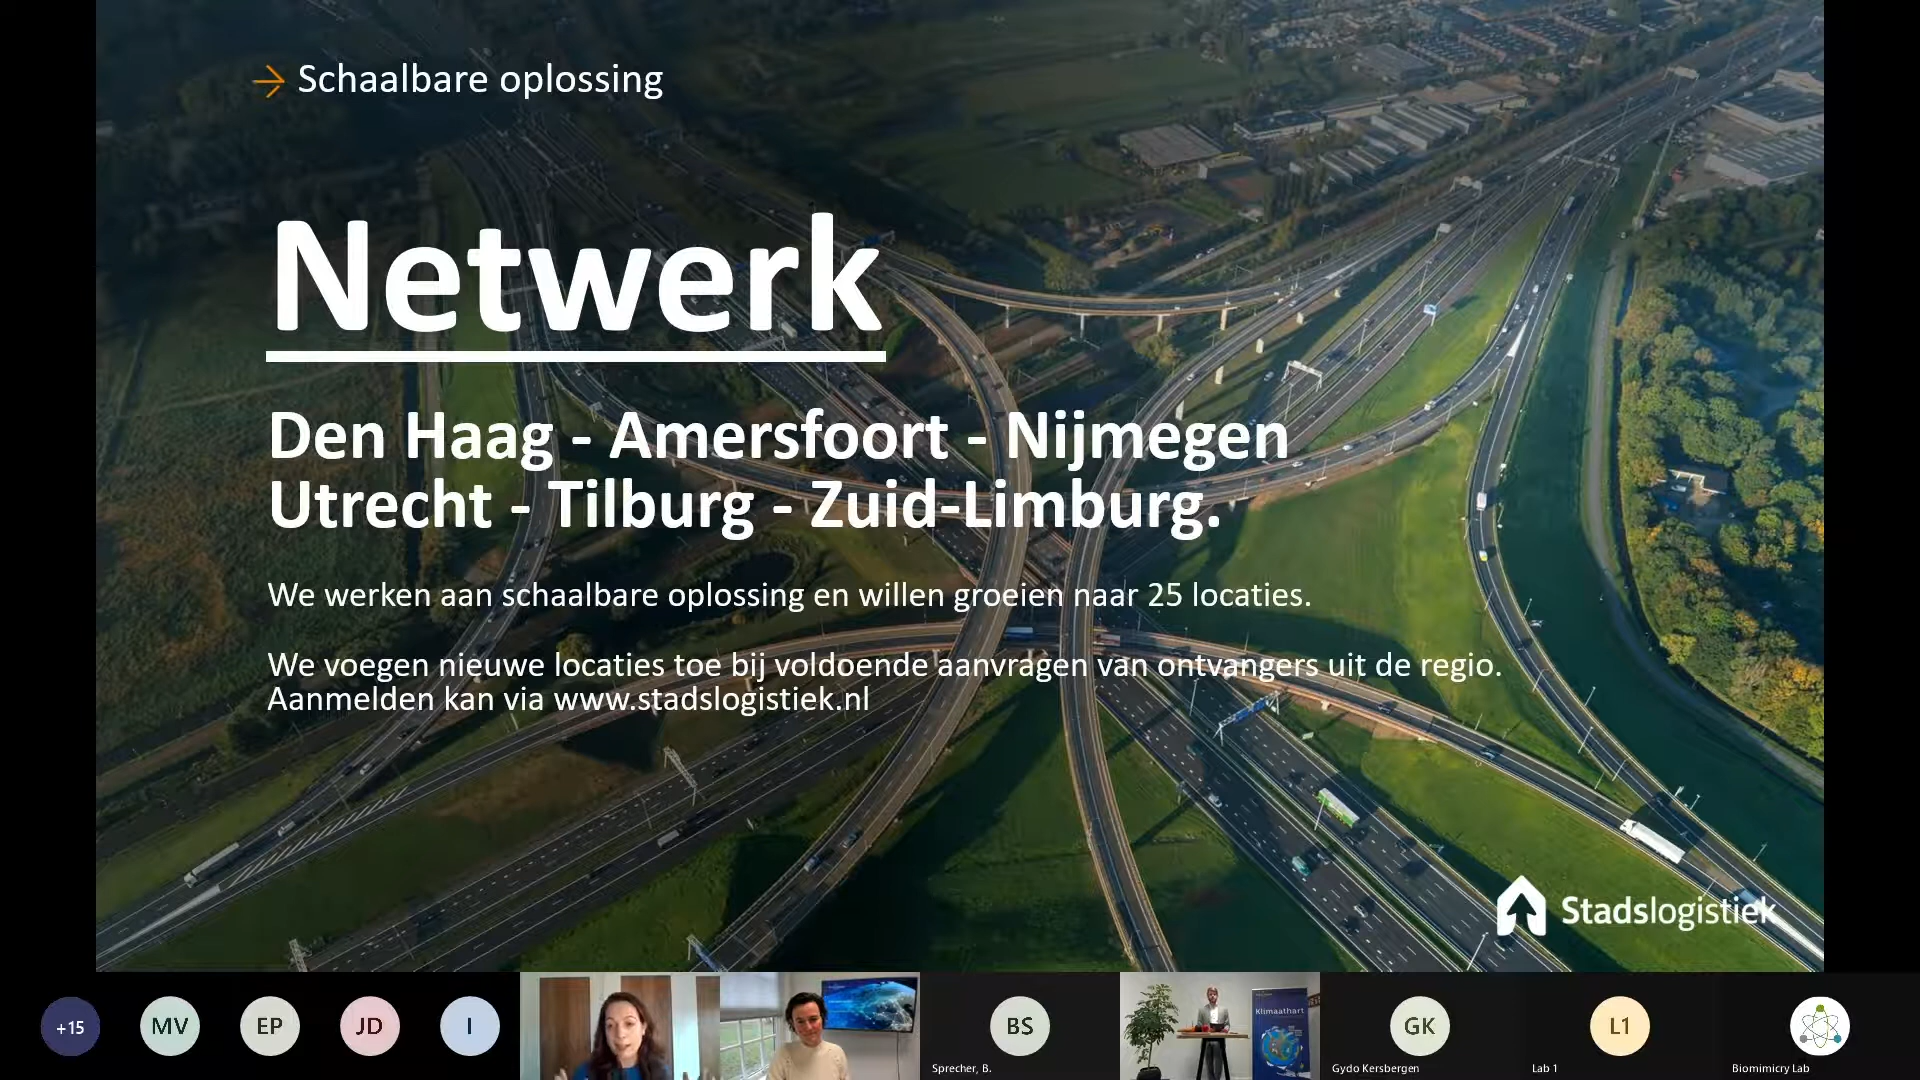 Schaalbare oplossing
Netwerk
Den Haag - Amersfoort - Nijmegen
Utrecht - Tilburg - Zuid-Limburg.
We werken aan schaalbare oplossing en willen groeien naar 25 locaties.
We voegen nieuwe locaties toe bij voldoende aanvragen van ontvangers uit de regio.
Aanmelden kan via www.stadslogistiek.nl
Stadslogistiek
+15
MV
EP
JD
I
BS
Sprecher, B.
Klimaathart
GK
Gydo Kersbergen
L1
Lab 1
Biomimicry Lab